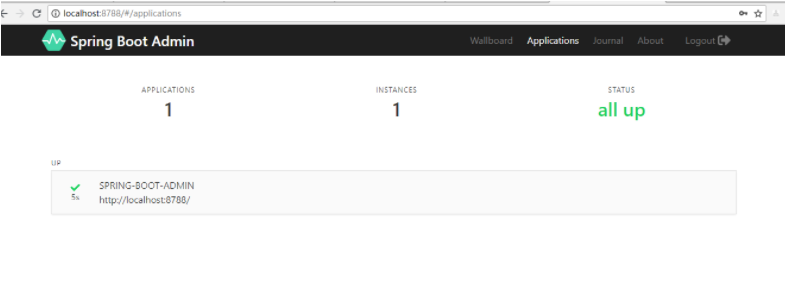 localhost:8788/#/applications
Spring Boot Admin
Wallboard Applications Journal About Logout
APPLICATIONS INSTANCES STATUS
1 1 all up
UP
SPRING-BOOT-ADMIN
5s
http://localhost:8788/